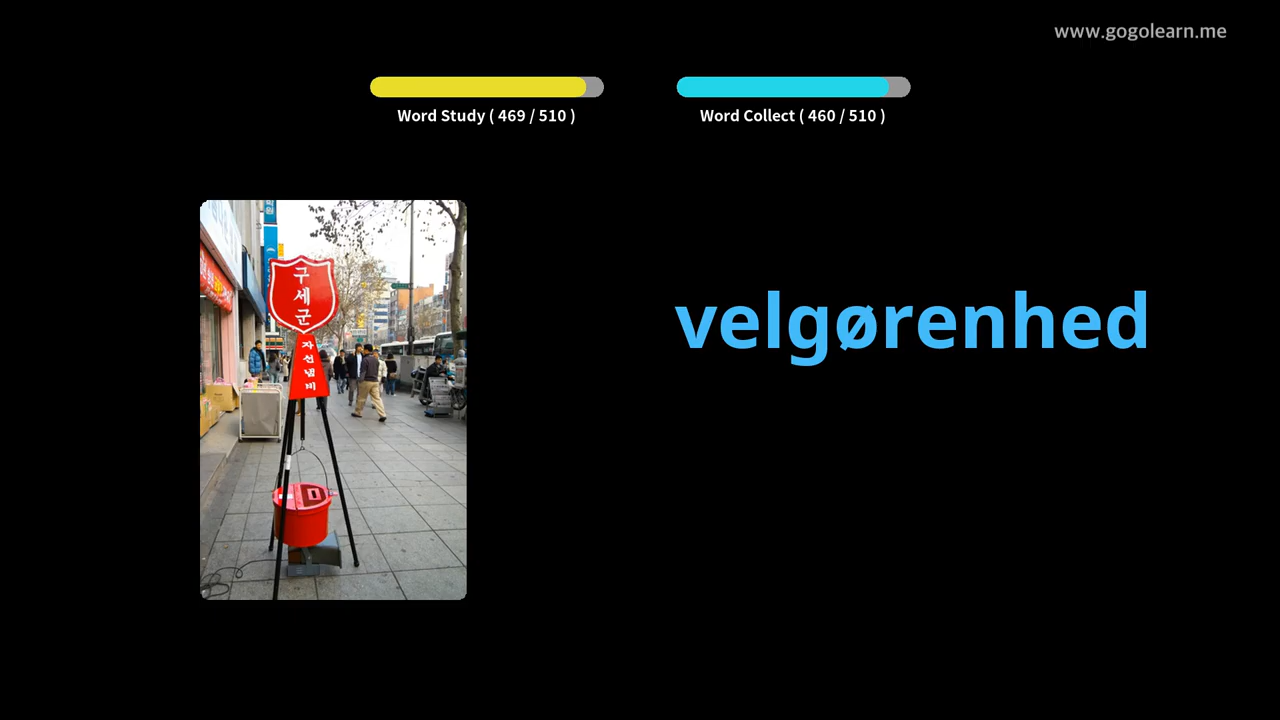 www.gogolearn.me
Word Study ( 469 / 510 )
Word Collect ( 460 / 510 )
구
세
군
자
선
냄
비
velgørenhed